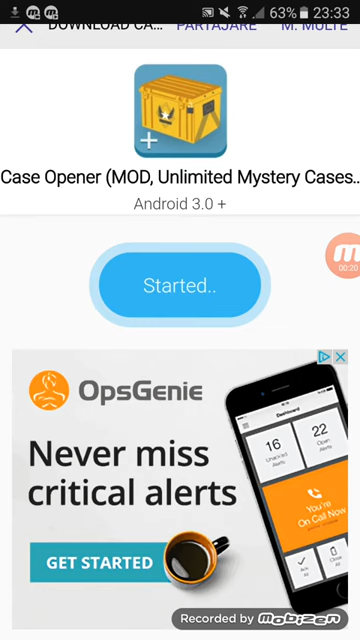 63% 23:33
DOWNLOAD CA... PARTAJARE M. MULTE
Case Opener (MOD, Unlimited Mystery Cases..
Android 3.0 +
Started..
00:20
OpsGenie
Never miss
critical alerts
GET STARTED
Dashboard
16 22
Open
Alerts
You're
On Call Now
Recorded by Mobizen